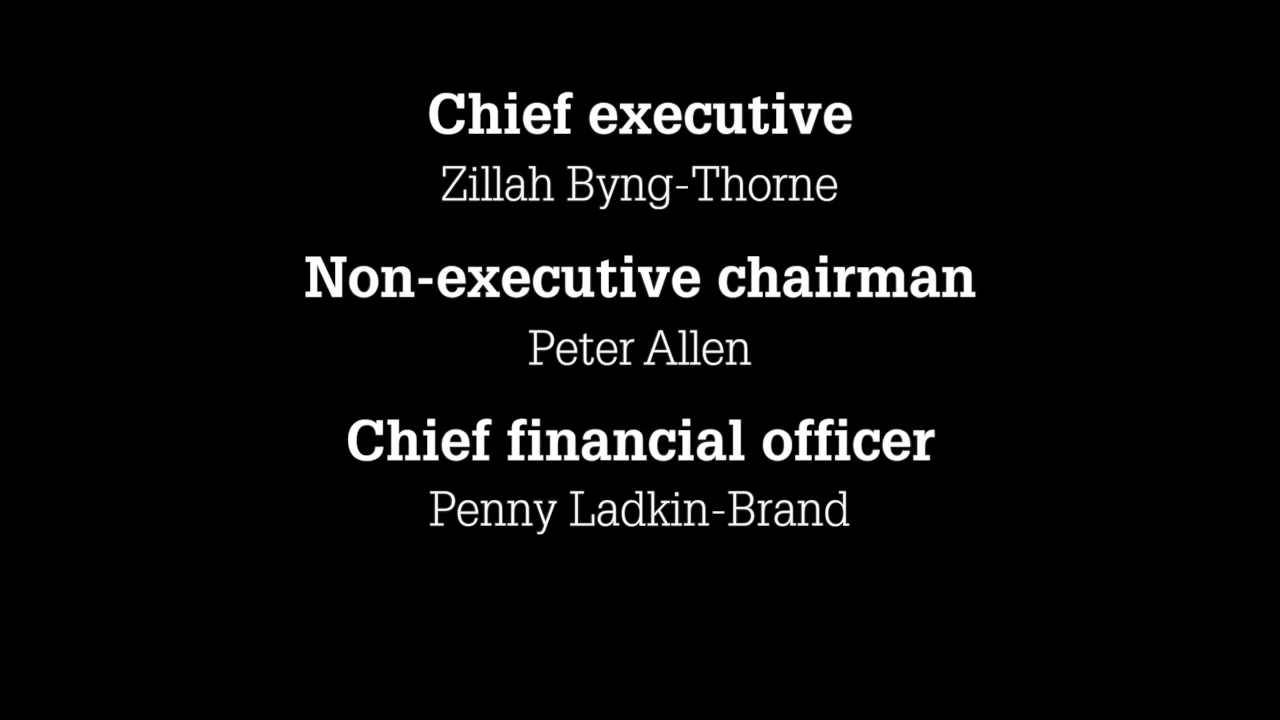 Chief executive
Zillah Byng-Thorne
Non-executive chairman
Peter Allen
Chief financial officer
Penny Ladkin-Brand